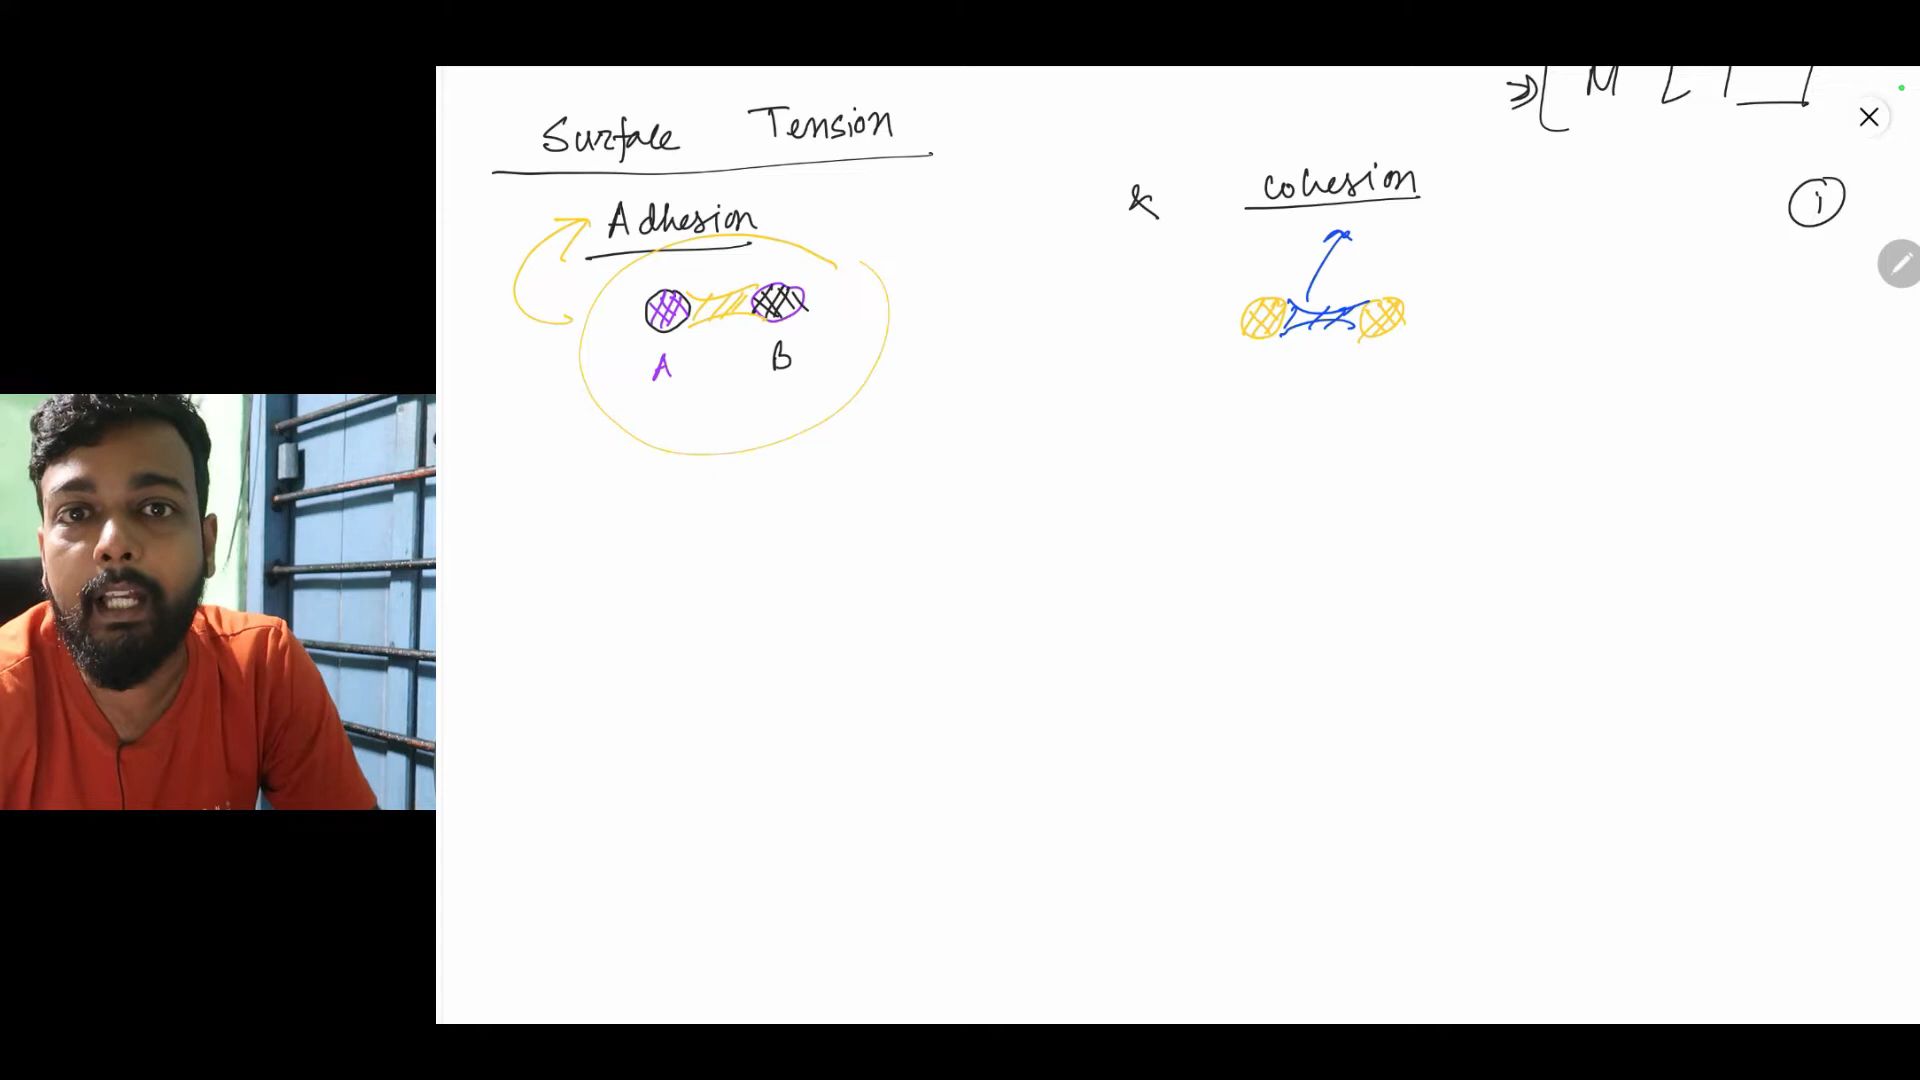 M L T
Surface Tension
& Cohesion
i
Adhesion
A B